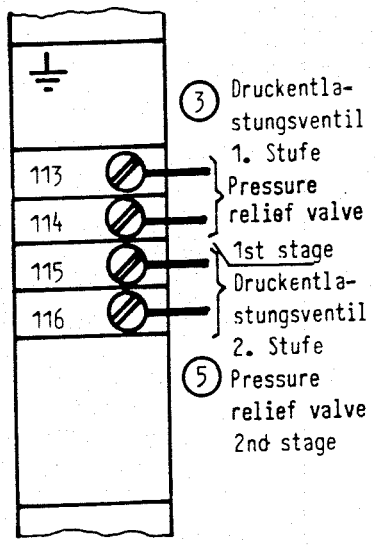 113
114
115
116
3
Druckentla-
stungsventil
1. Stufe
Pressure
relief valve
1st stage
Druckentla-
stungsventil
2. Stufe
5
Pressure
relief valve
2nd stage